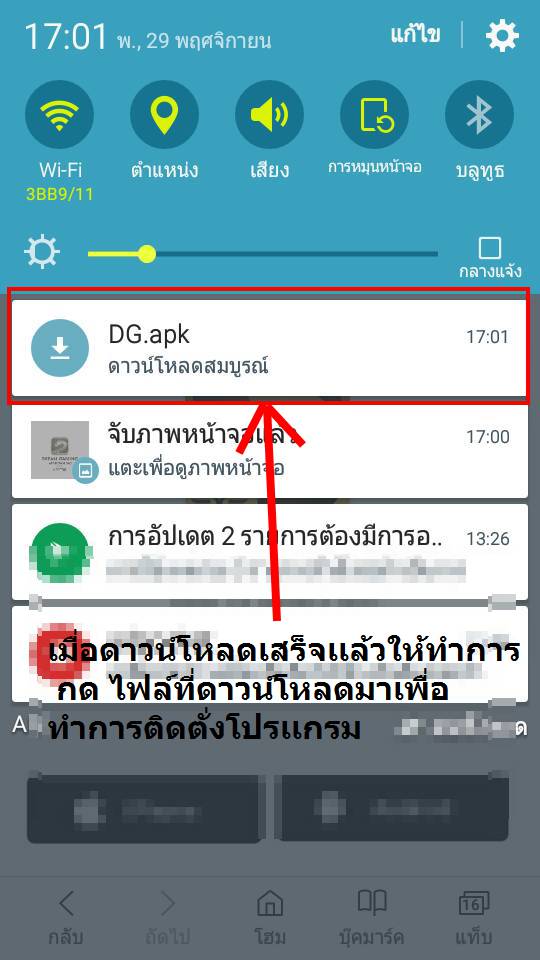 17:01 พ., 29 พฤศจิกายน
แก้ไข
Wi-Fi
3BB9/11
ตำแหน่ง
เสียง
การหมุนหน้าจอ
บลูทูธ
กลางแจ้ง
DG.apk
17:01
ดาวน์โหลดสมบูรณ์
จับภาพหน้าจอแล้ว
17:00
แตะเพื่อดูภาพหน้าจอ
การอัปเดต 2 รายการต้องมีการอ..
13:26
เมื่อดาวน์โหลดเสร็จแล้วให้ทำการ
กด ไฟล์ที่ดาวน์โหลดมาเพื่อ
ทำการติดตั่งโปรแกรม
กลับ
ถัดไป
โฮม
บุ๊คมาร์ค
16
แท็บ